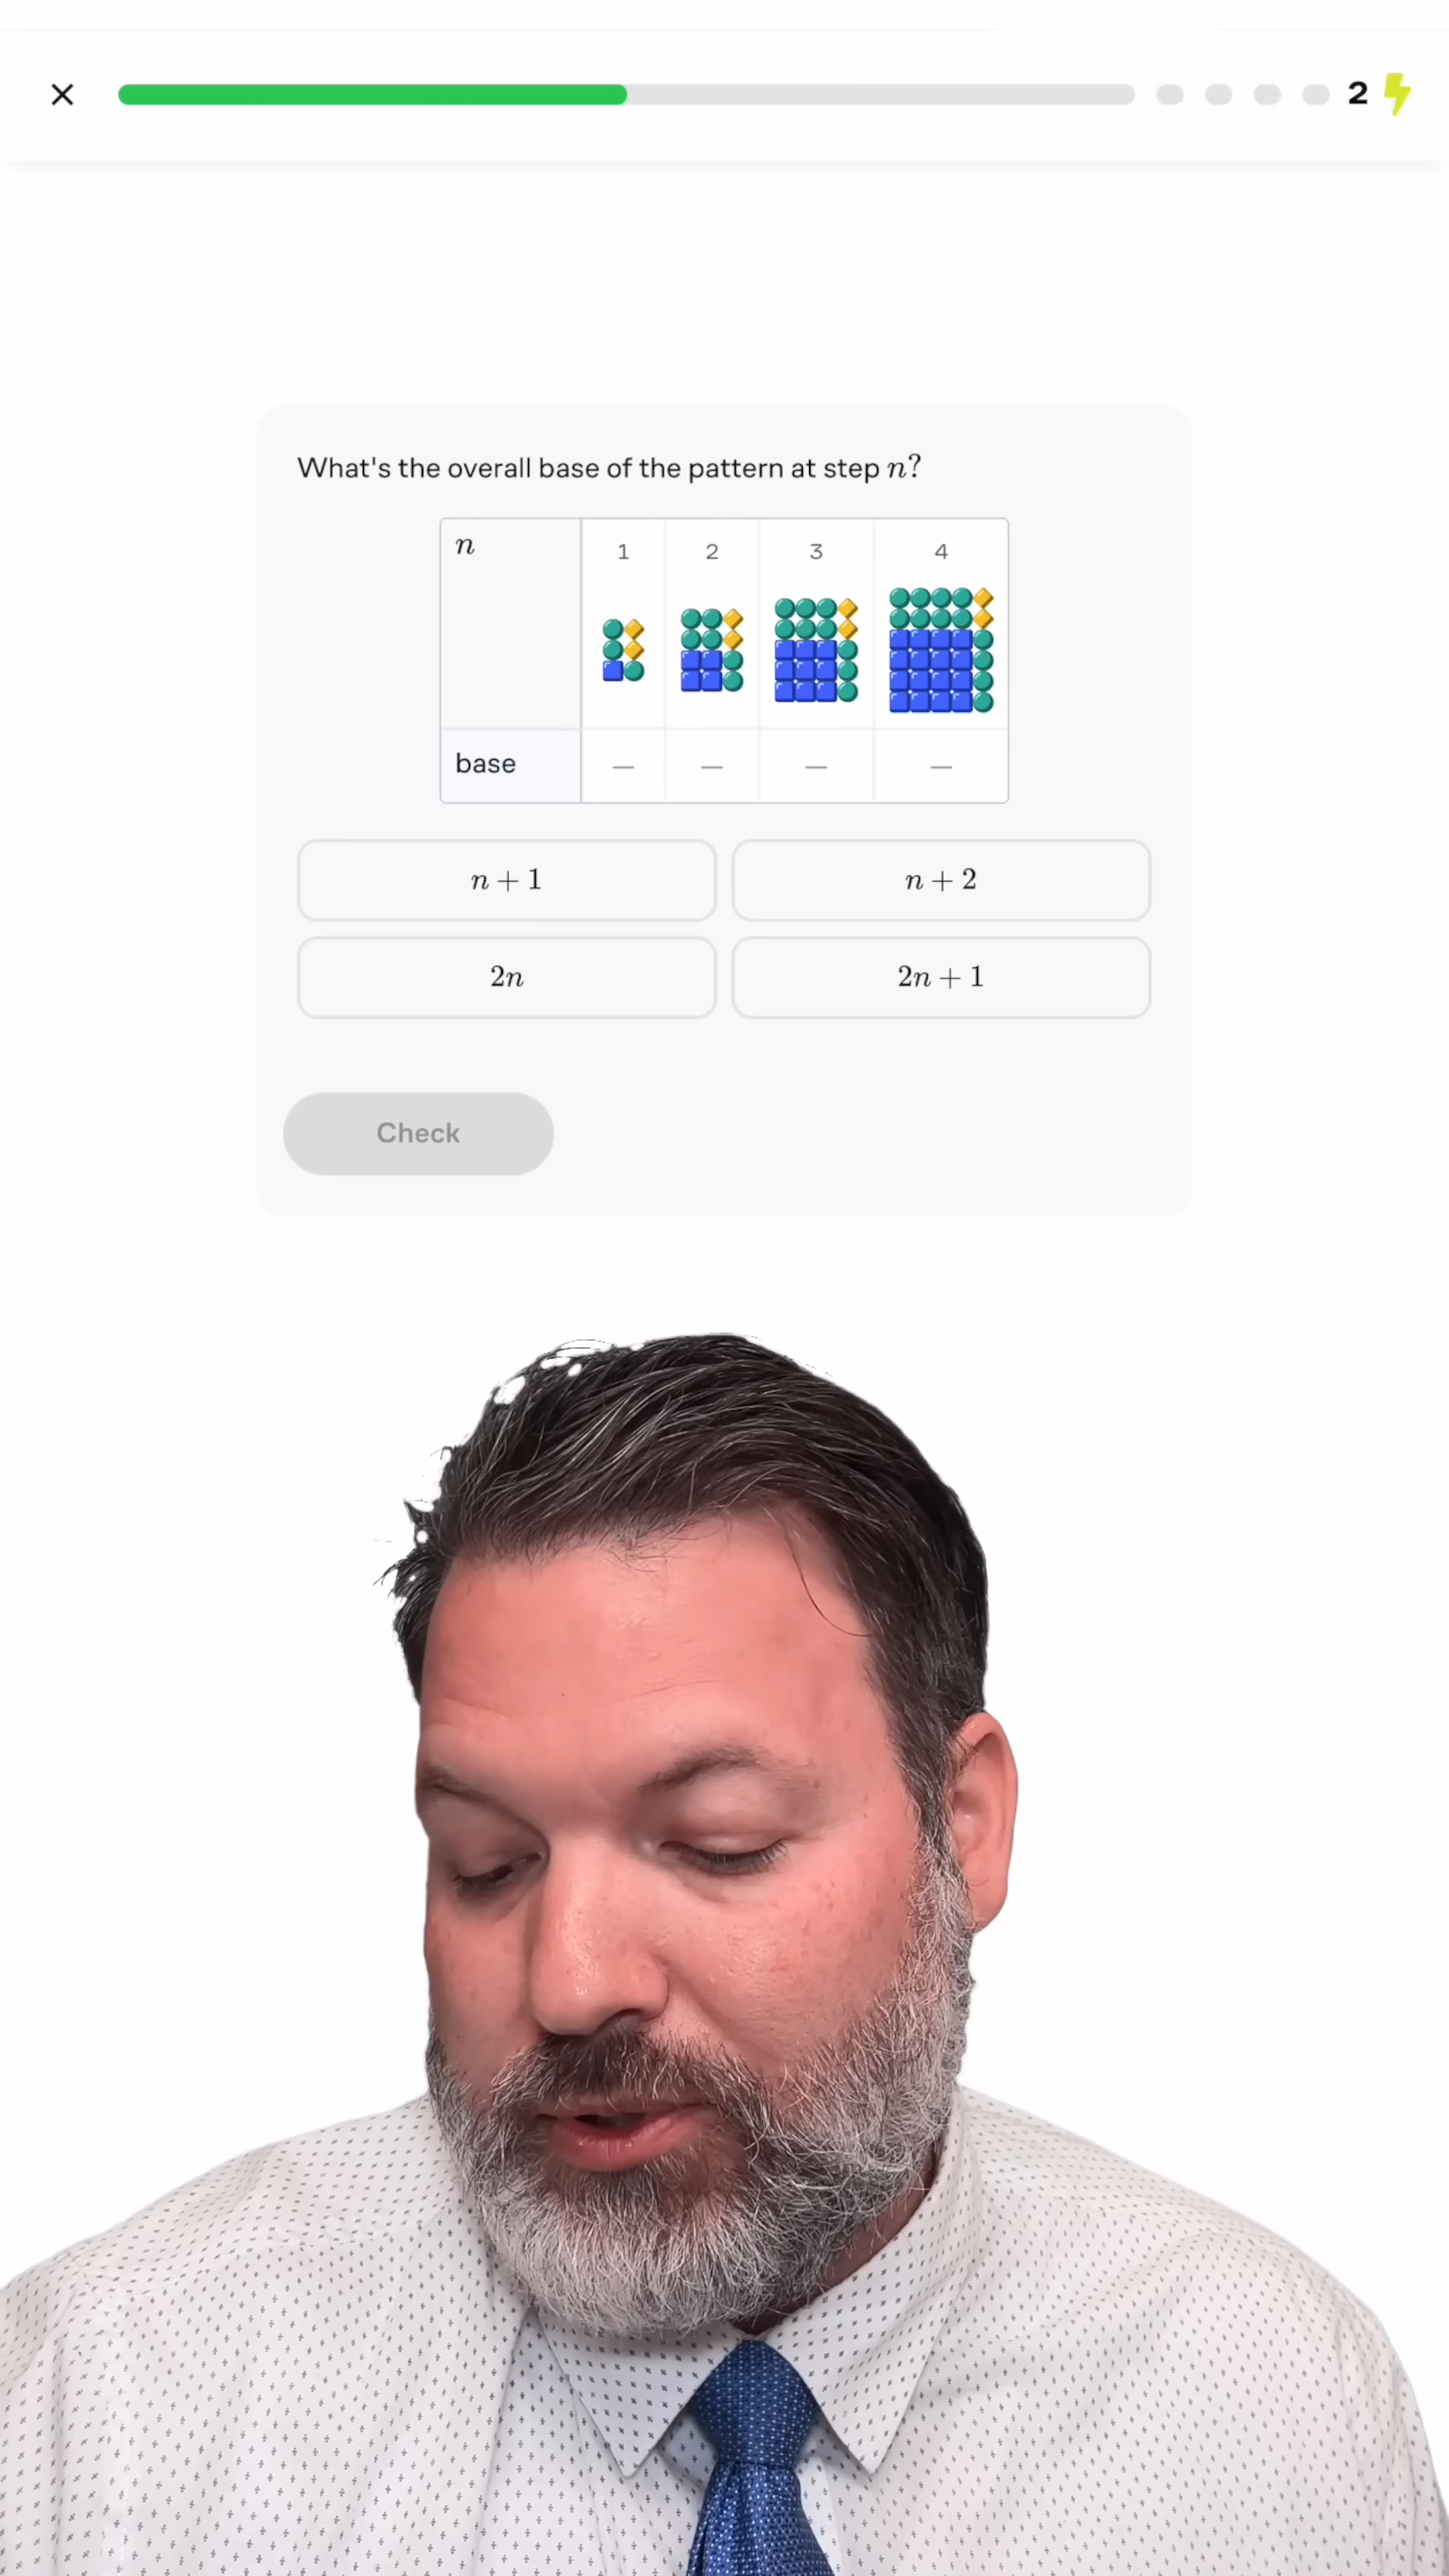 2
What's the overall base of the pattern at step n?
n 1 2 3 4
base — — — —
n + 1 n + 2
2n 2n + 1
Check